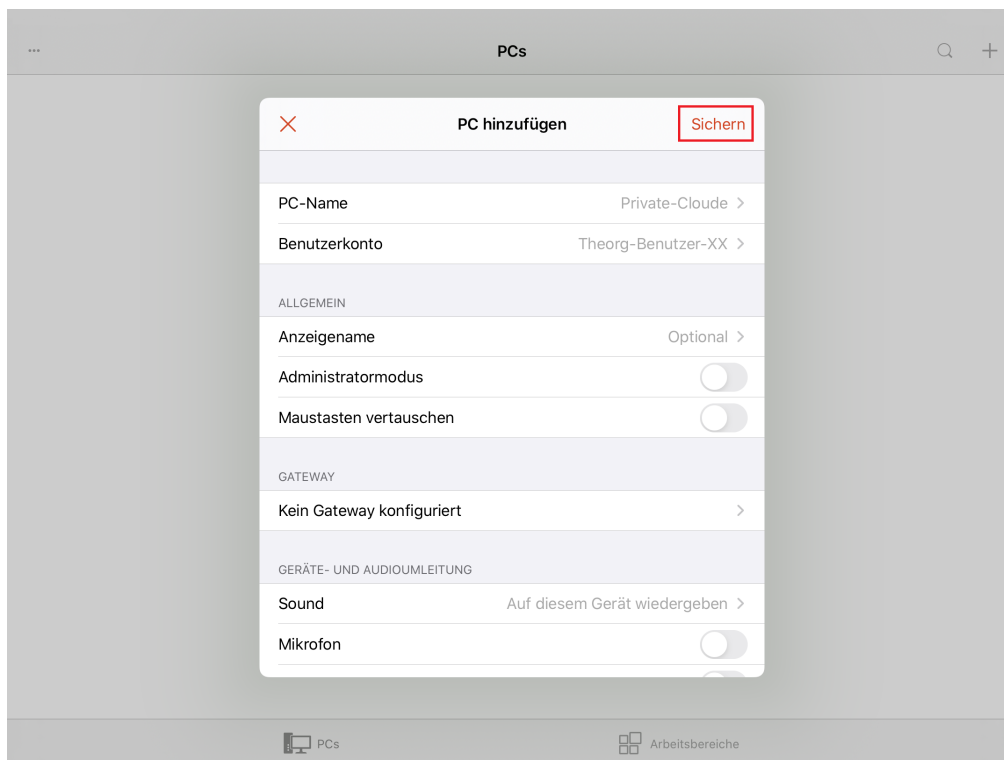 PCs
PC hinzufügen Sichern
PC-Name Private-Cloude
Benutzerkonto Theorg-Benutzer-XX
ALLGEMEIN
Anzeigename Optional
Administratormodus
Maustasten vertauschen
GATEWAY
Kein Gateway konfiguriert
GERÄTE- UND AUDIOUMLEITUNG
Sound Auf diesem Gerät wiedergeben
Mikrofon
PCs Arbeitsbereiche